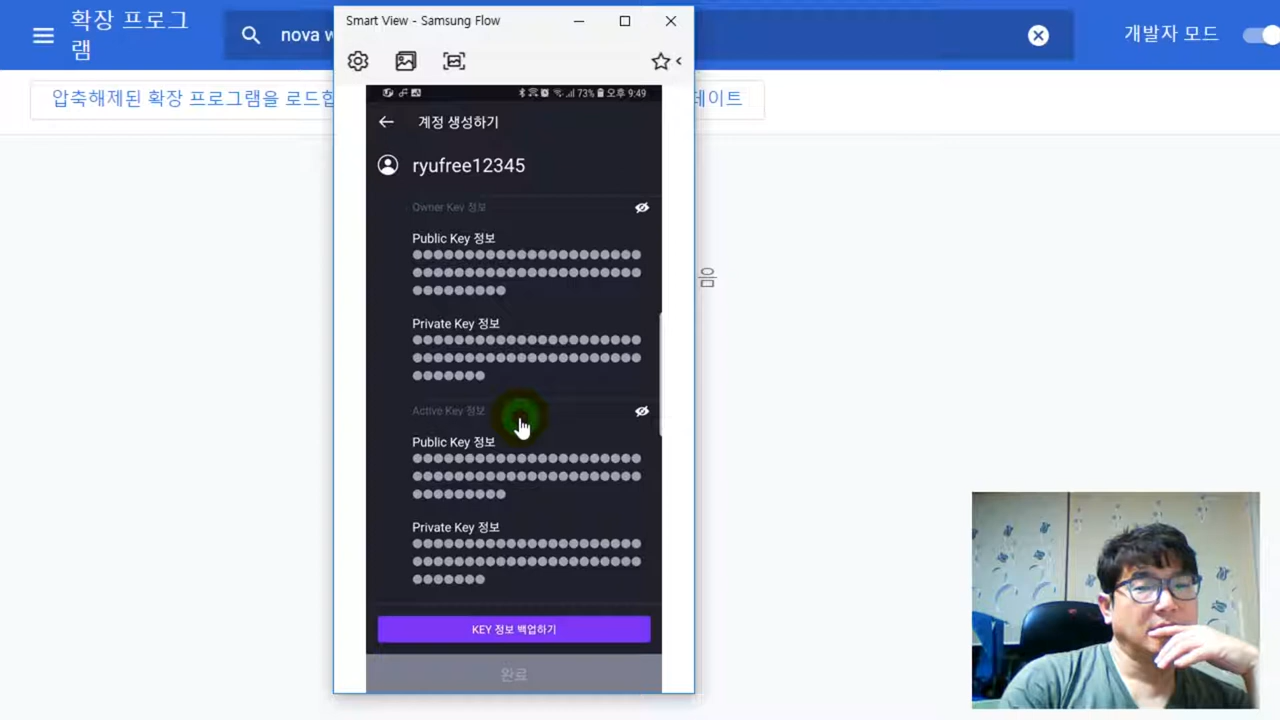 확장 프로그
램
nova w
개발자 모드
압축해제된 확장 프로그램을 로드합
데이트
음
Smart View - Samsung Flow
73% 오후 9:49
계정 생성하기
ryufree12345
Owner Key 정보
Public Key 정보
Private Key 정보
Active Key 정보
Public Key 정보
Private Key 정보
KEY 정보 백업하기
완료